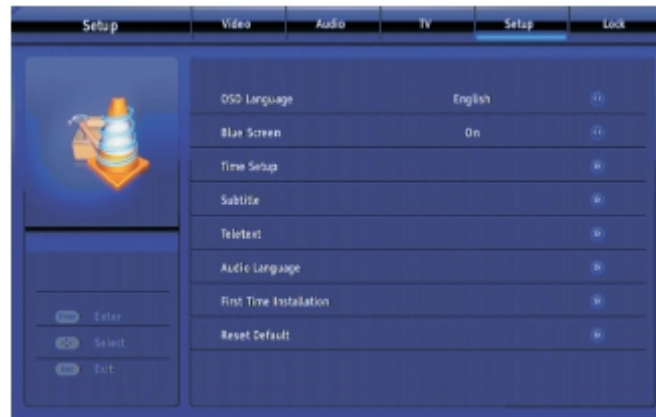 Setup Video Audio TV Setup Lock
OSD Language English
Blue Screen On
Time Setup
Subtitle
Teletext
Audio Language
First Time Installation
Reset Default
Enter
Select
Exit